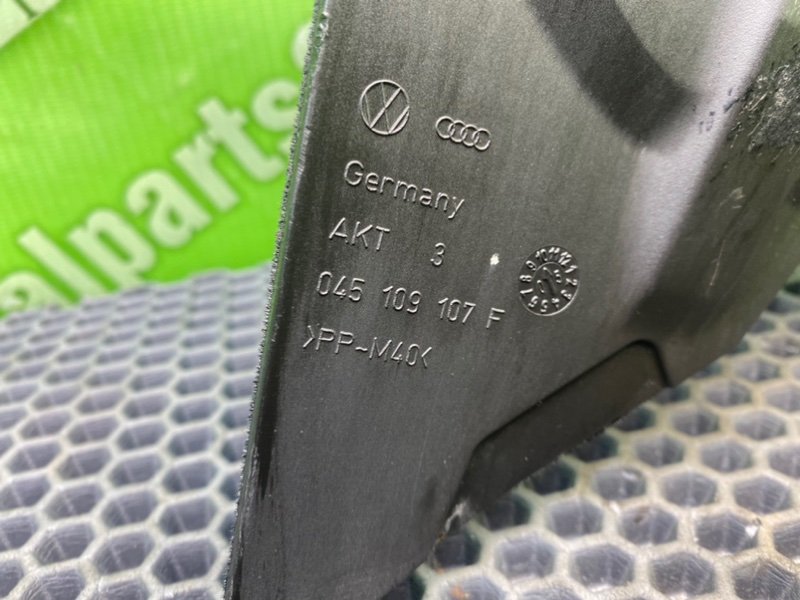 alparts
Germany
AKT 3
045 109 107 F
>PP-M40<